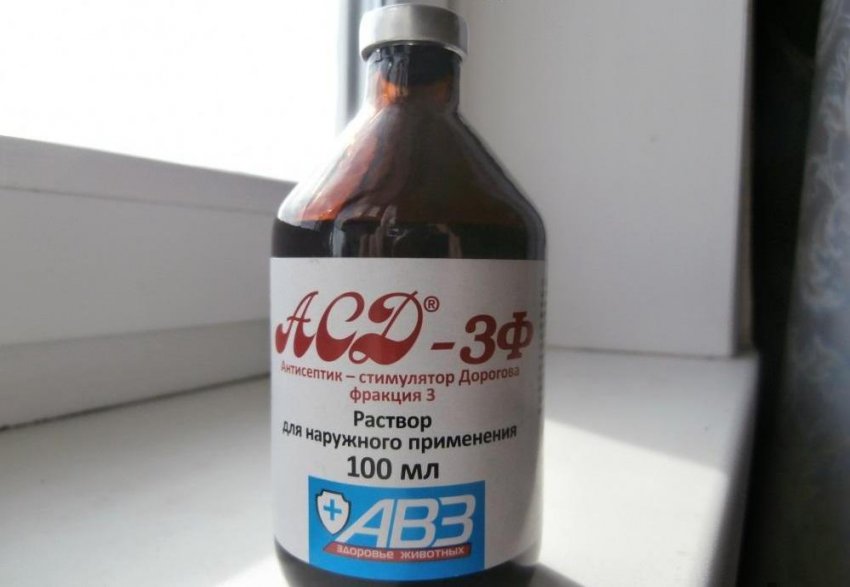 АСД® -3Ф
Антисептик – стимулятор Дорогова
фракция 3
Раствор
для наружного применения
100 мл
АВЗ
здоровье животных